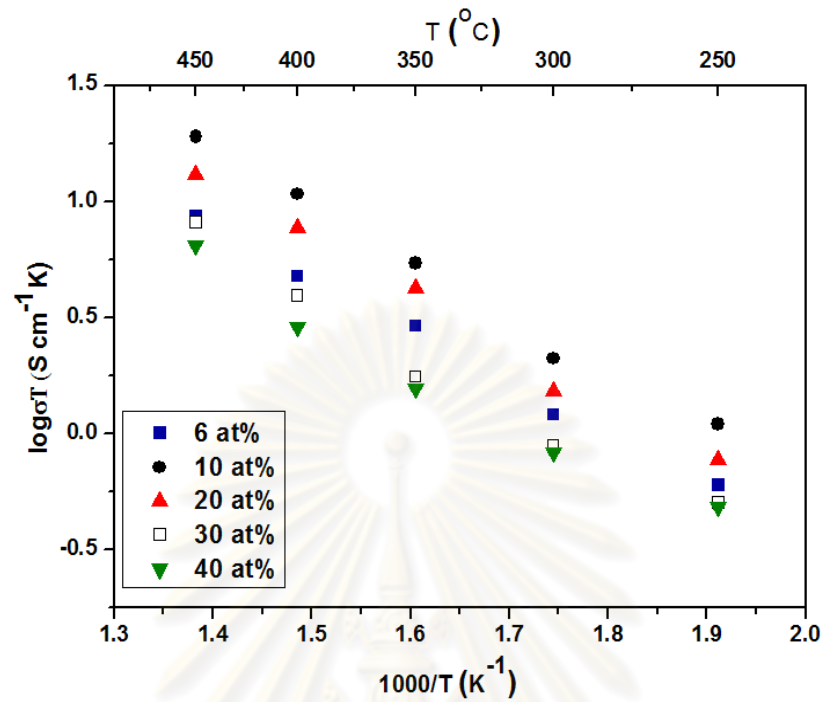 T (°C)
450 400 350 300 250
1.5
1.0
0.5
0.0
-0.5
logσT (S cm⁻¹K)
6 at%
10 at%
20 at%
30 at%
40 at%
1.3 1.4 1.5 1.6 1.7 1.8 1.9 2.0
1000/T (K⁻¹)